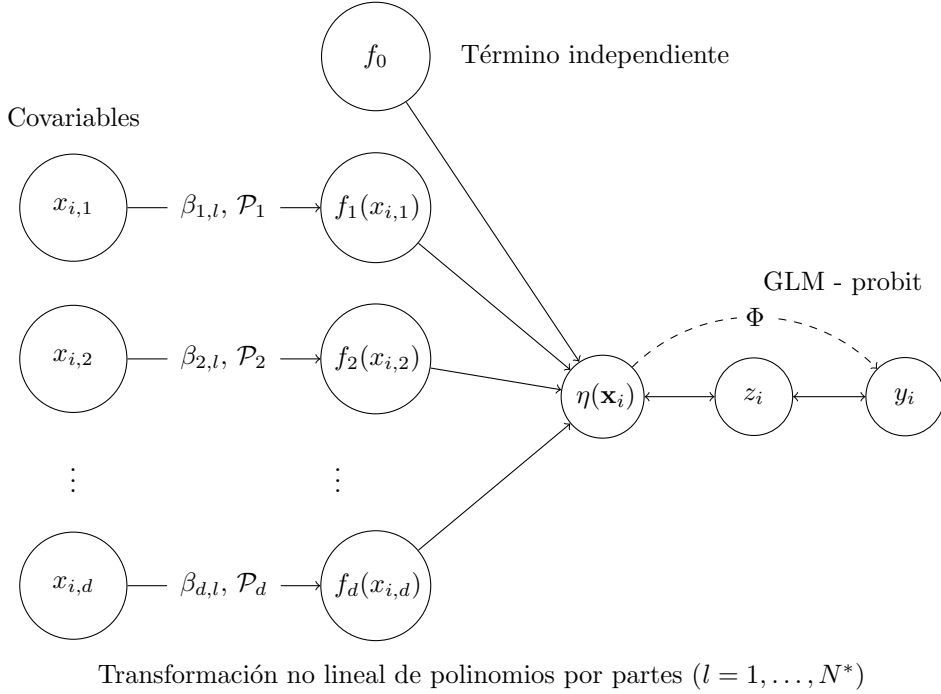 f_0 Término independiente
Covariables
x_{i,1} β_{1,l}, 𝒫_1 f_1(x_{i,1})
GLM - probit
Φ
x_{i,2} β_{2,l}, 𝒫_2 f_2(x_{i,2})
η(𝐱_i) z_i y_i
⋮ ⋮
x_{i,d} β_{d,l}, 𝒫_d f_d(x_{i,d})
Transformación no lineal de polinomios por partes (l = 1, . . . , N*)